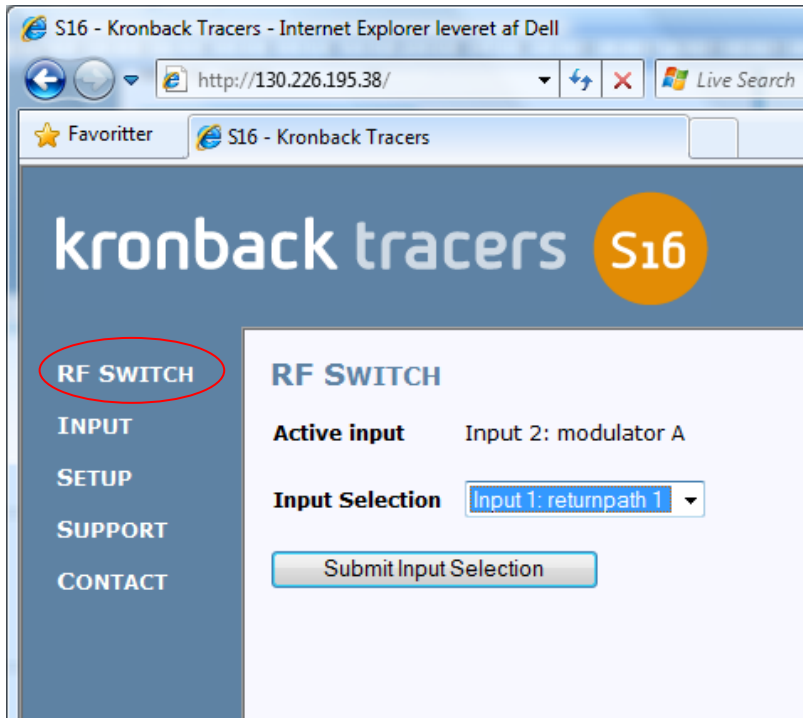 S16 - Kronback Tracers - Internet Explorer leveret af Dell
http://130.226.195.38/
Live Search
Favoritter
S16 - Kronback Tracers
kronback tracers S16
RF SWITCH
INPUT
SETUP
SUPPORT
CONTACT
RF SWITCH
Active input Input 2: modulator A
Input Selection Input 1: returnpath 1
Submit Input Selection